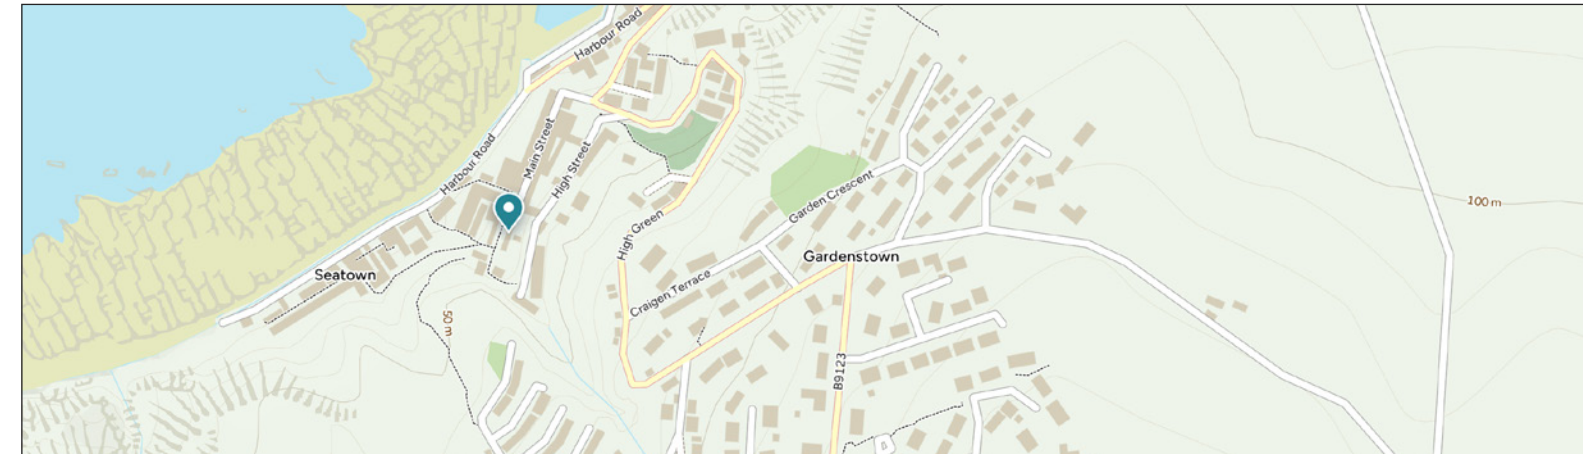 Harbour Road
Main Street
Harbour Road
High Street
Garden Crescent
100 m
High Green
Gardenstown
Seatown
Craigen Terrace
50 m
B9123